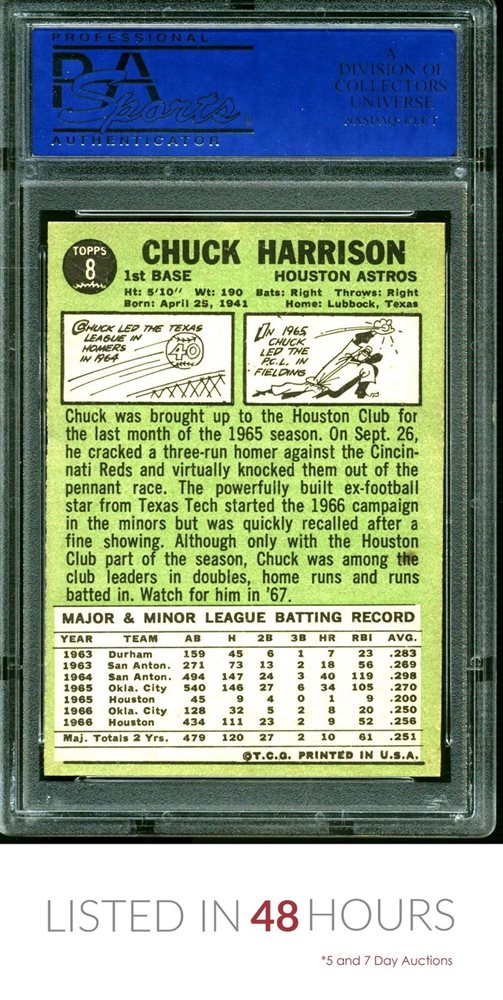 PROFESSIONAL
PSA
Sports
AUTHENTICATOR
A
DIVISION OF
COLLECTORS
UNIVERSE
NASDAQ: CLCT
TOPPS
8
CHUCK HARRISON
1st BASE HOUSTON ASTROS
Ht: 5'10" Wt: 190 Bats: Right Throws: Right
Born: April 25, 1941 Home: Lubbock, Texas
CHUCK LED THE TEXAS
LEAGUE IN
HOMERS
IN 1964
40
IN 1965,
CHUCK
LED THE
P.C.L. IN
FIELDING
Chuck was brought up to the Houston Club for
the last month of the 1965 season. On Sept. 26,
he cracked a three-run homer against the Cincin-
nati Reds and virtually knocked them out of the
pennant race. The powerfully built ex-football
star from Texas Tech started the 1966 campaign
in the minors but was quickly recalled after a
fine showing. Although only with the Houston
Club part of the season, Chuck was among the
club leaders in doubles, home runs and runs
batted in. Watch for him in '67.
MAJOR & MINOR LEAGUE BATTING RECORD
YEAR TEAM AB H 2B 3B HR RBI AVG.
1963 Durham 159 45 6 1 7 23 .283
1963 San Anton. 271 73 13 2 18 56 .269
1964 San Anton. 494 147 24 3 40 119 .298
1965 Okla. City 540 146 27 6 34 105 .270
1965 Houston 45 9 4 0 1 9 .200
1966 Okla. City 128 32 5 2 8 20 .250
1966 Houston 434 111 23 2 9 52 .256
Maj. Totals 2 Yrs. 479 120 27 2 10 61 .251
©T.C.G. PRINTED IN U.S.A.
LISTED IN 48 HOURS
*5 and 7 Day Auctions